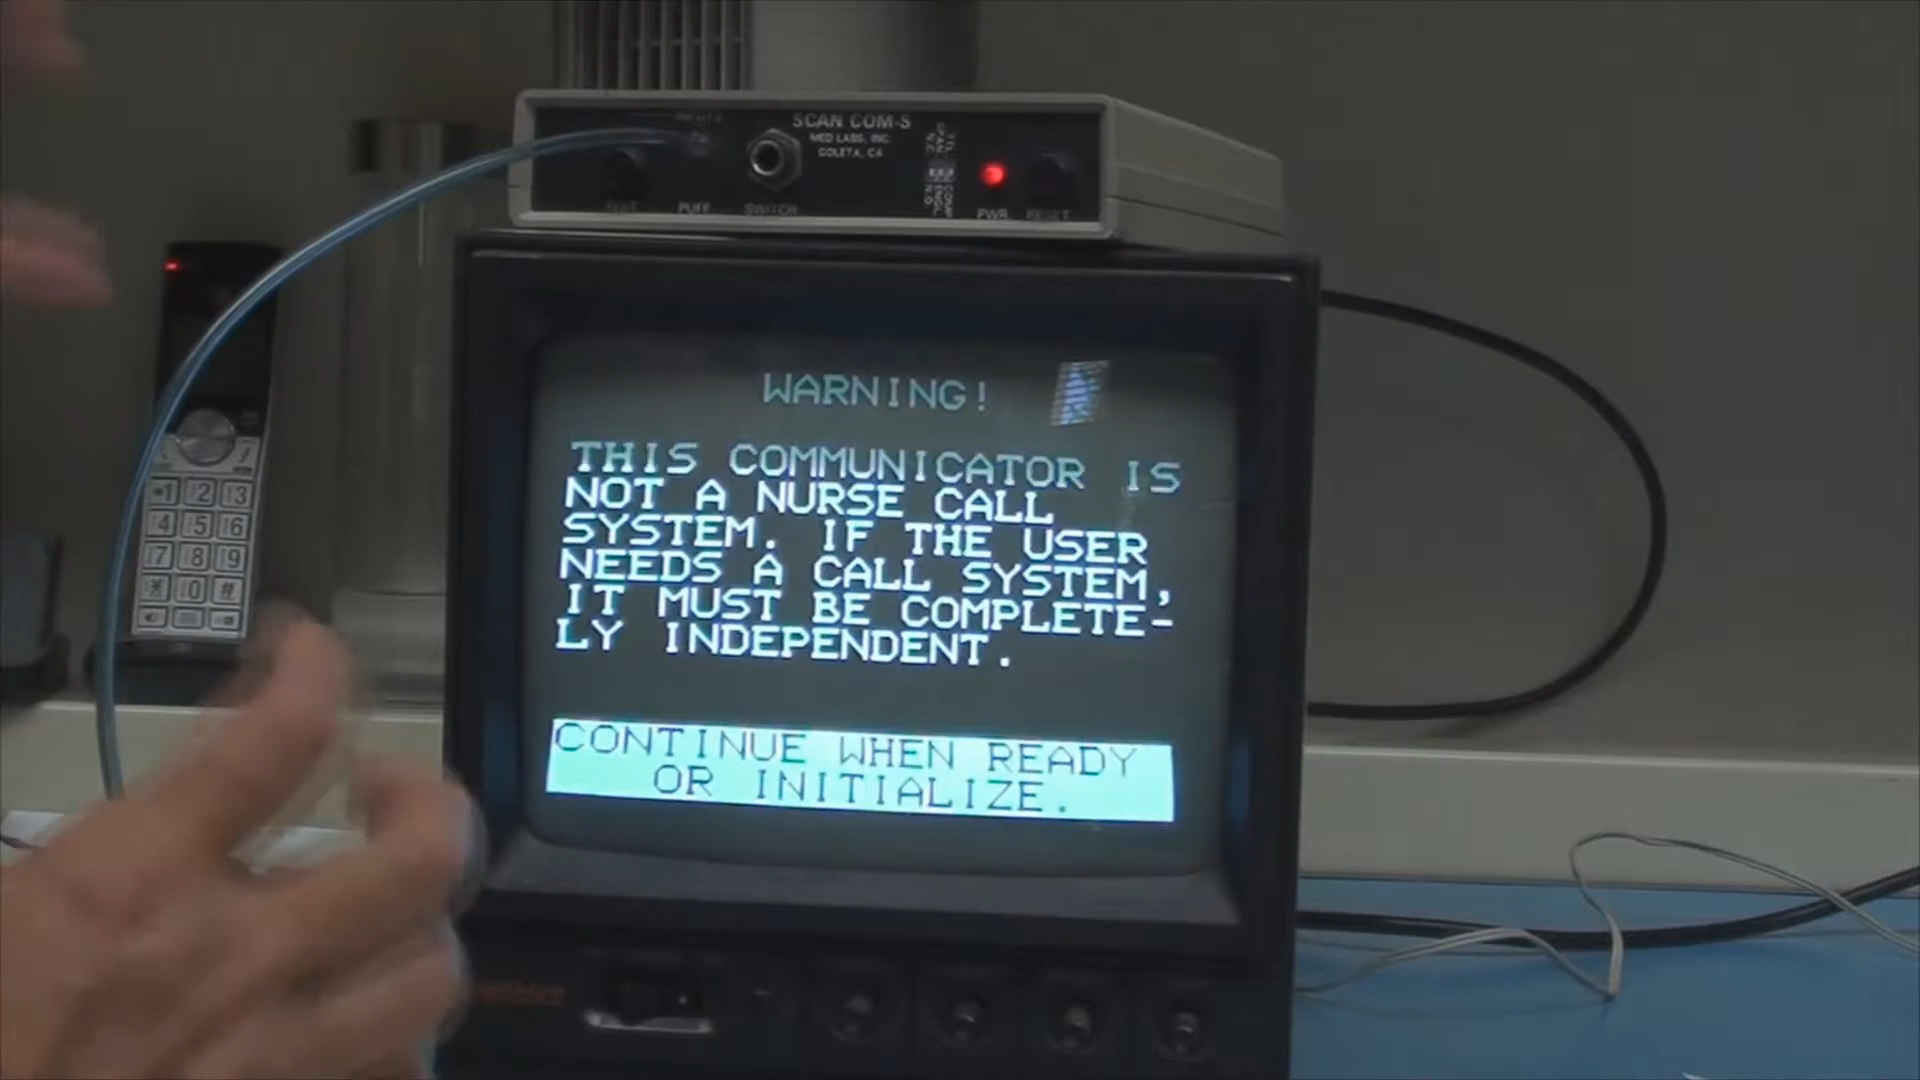 INPUTS
SCAN COM-S
MED LABS, INC.
GOLETA, CA
PUFF
SWITCH
PWR.
RESET
WARNING!
THIS COMMUNICATOR IS
NOT A NURSE CALL
SYSTEM. IF THE USER
NEEDS A CALL SYSTEM,
IT MUST BE COMPLETE-
LY INDEPENDENT.
CONTINUE WHEN READY
OR INITIALIZE.
1 2 3
4 5 6
7 8 9
* 0 #